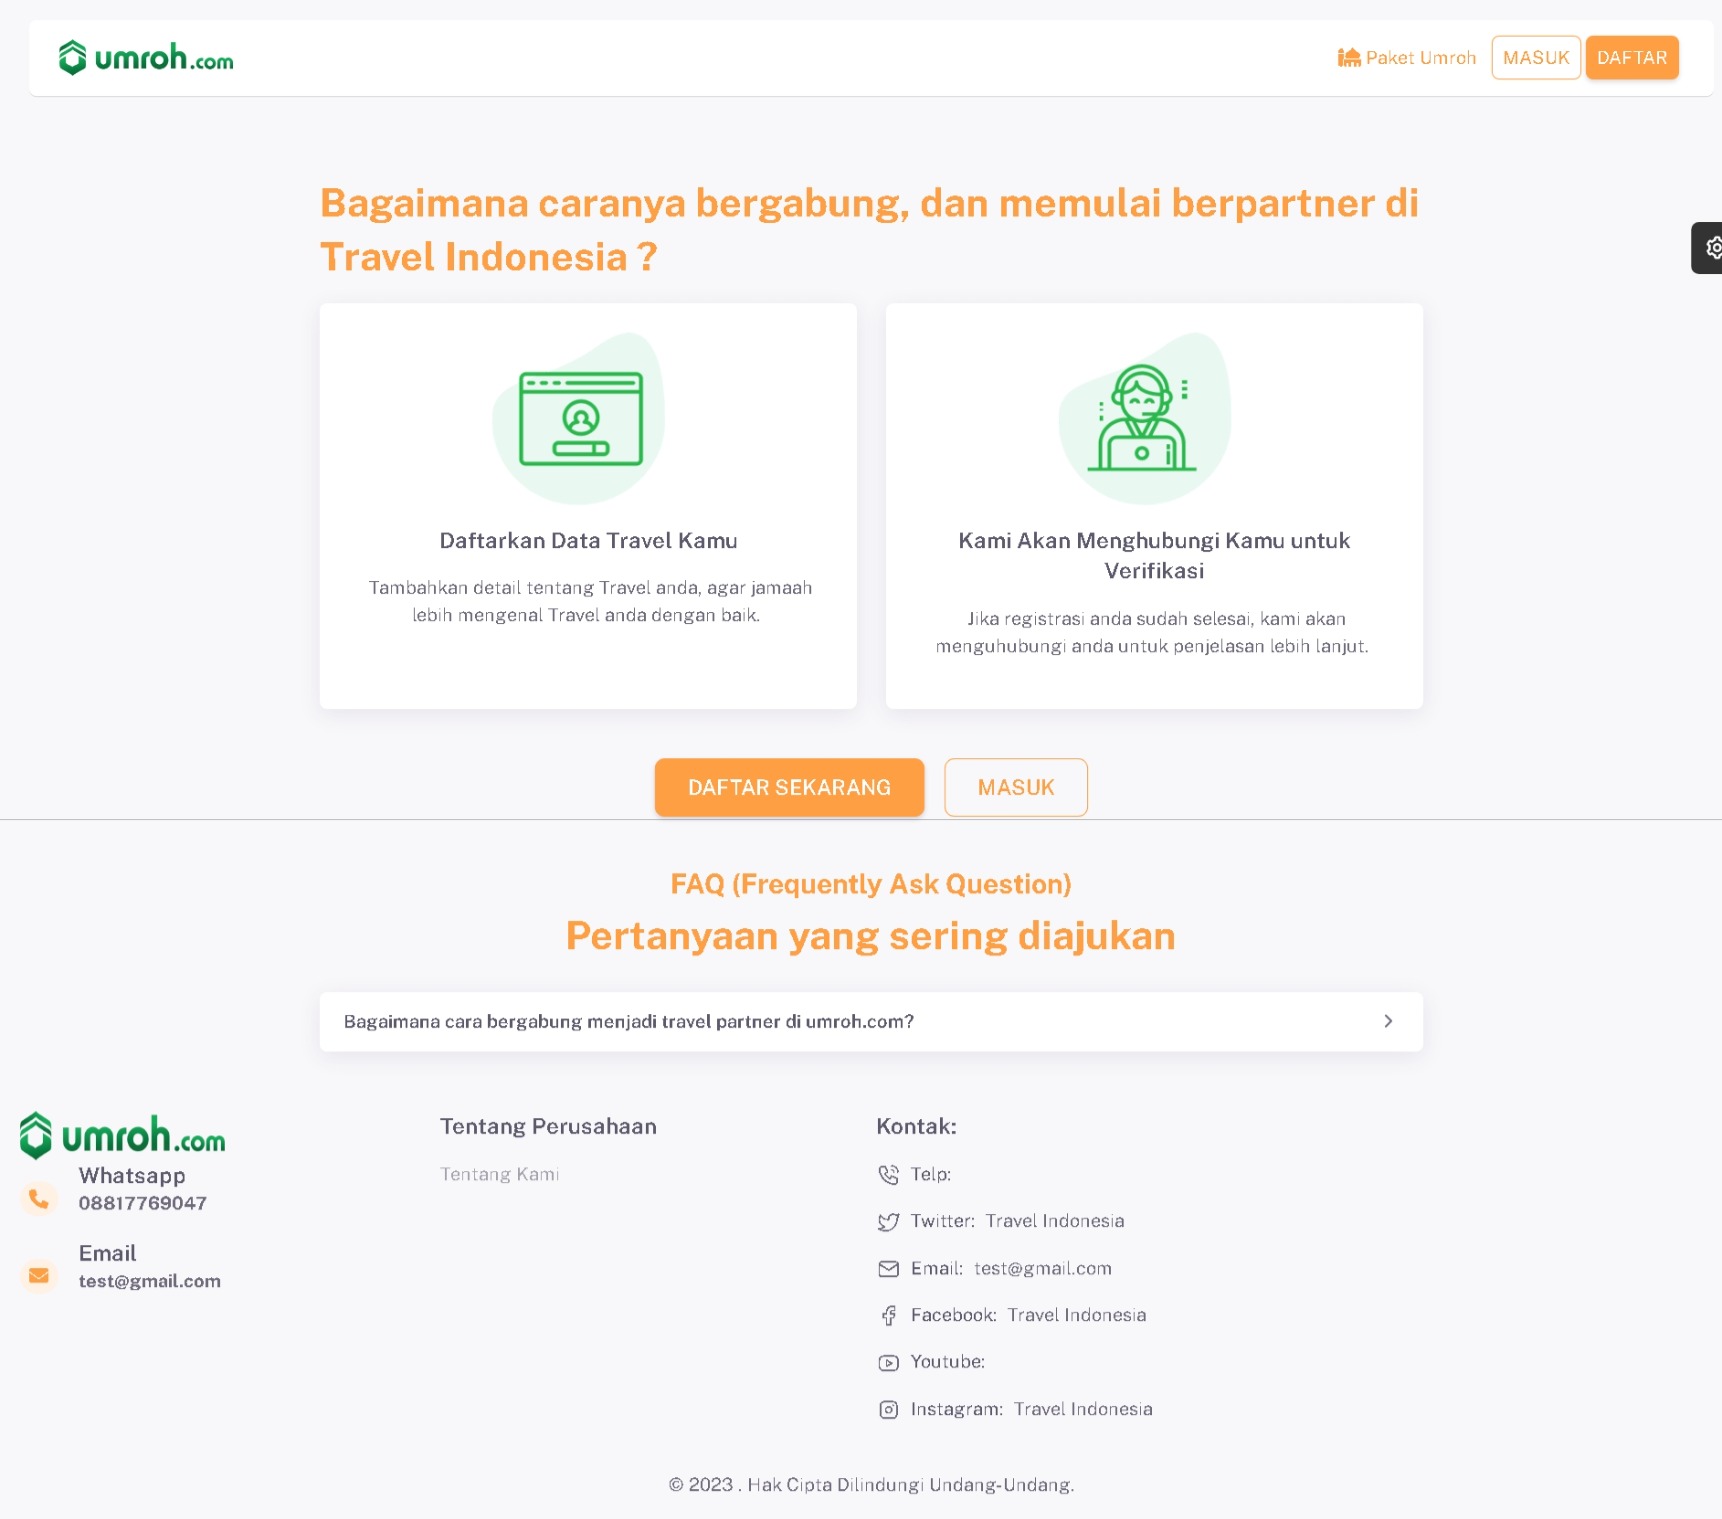 umroh.com
Paket Umroh
MASUK
DAFTAR
Bagaimana caranya bergabung, dan memulai berpartner di
Travel Indonesia ?
Daftarkan Data Travel Kamu
Tambahkan detail tentang Travel anda, agar jamaah
lebih mengenal Travel anda dengan baik.
Kami Akan Menghubungi Kamu untuk
Verifikasi
Jika registrasi anda sudah selesai, kami akan
menguhubungi anda untuk penjelasan lebih lanjut.
DAFTAR SEKARANG
MASUK
FAQ (Frequently Ask Question)
Pertanyaan yang sering diajukan
Bagaimana cara bergabung menjadi travel partner di umroh.com?
umroh.com
Whatsapp
08817769047
Email
test@gmail.com
Tentang Perusahaan
Tentang Kami
Kontak:
Telp:
Twitter: Travel Indonesia
Email: test@gmail.com
Facebook: Travel Indonesia
Youtube:
Instagram: Travel Indonesia
© 2023 . Hak Cipta Dilindungi Undang-Undang.